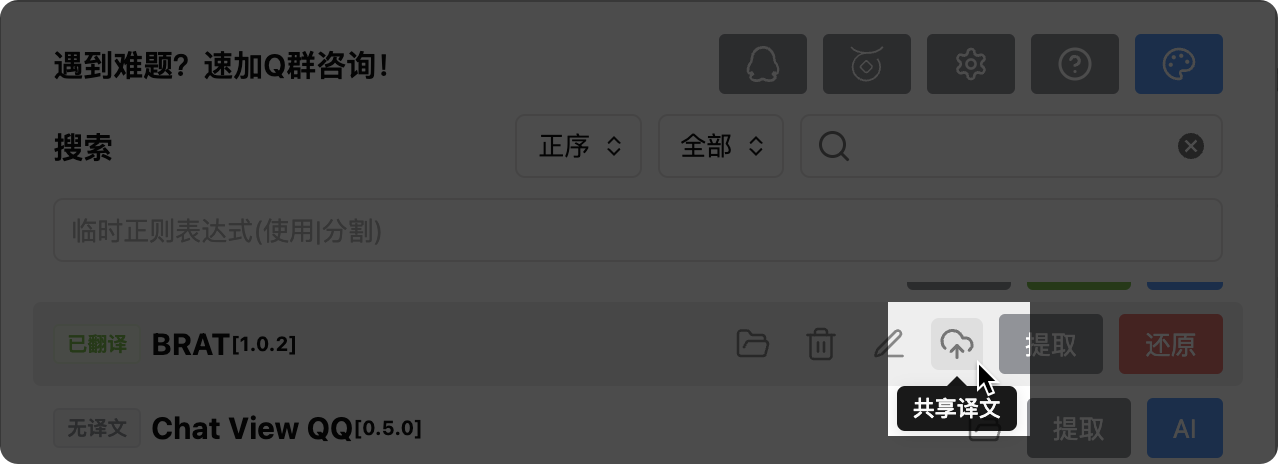 遇到难题？速加Q群咨询！
搜索 正序 全部
临时正则表达式(使用|分割)
已翻译 BRAT[1.0.2] 提取 还原
共享译文
无译文 Chat View QQ[0.5.0] 提取 AI